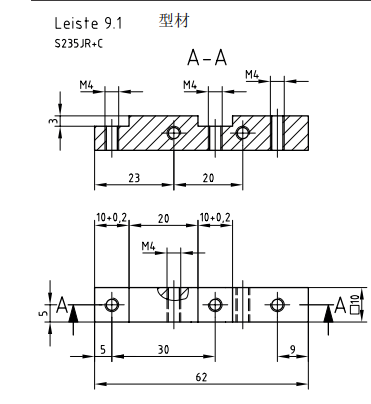 Leiste 9.1 型材
S235JR+C
A-A
M4 M4 M4
3
23 20
10+0,2 20 10+0,2
M4
A A
5 □10
5 30 9
62